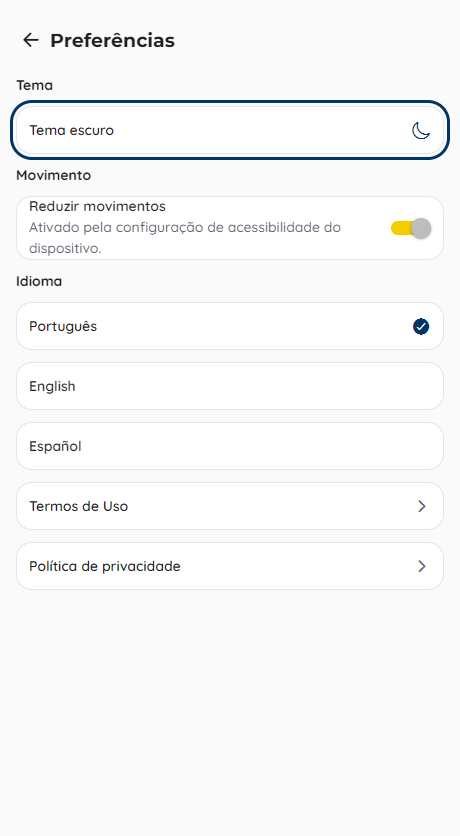 Preferências
Tema
Tema escuro
Movimento
Reduzir movimentos
Ativado pela configuração de acessibilidade do
dispositivo.
Idioma
Português
English
Español
Termos de Uso
Política de privacidade